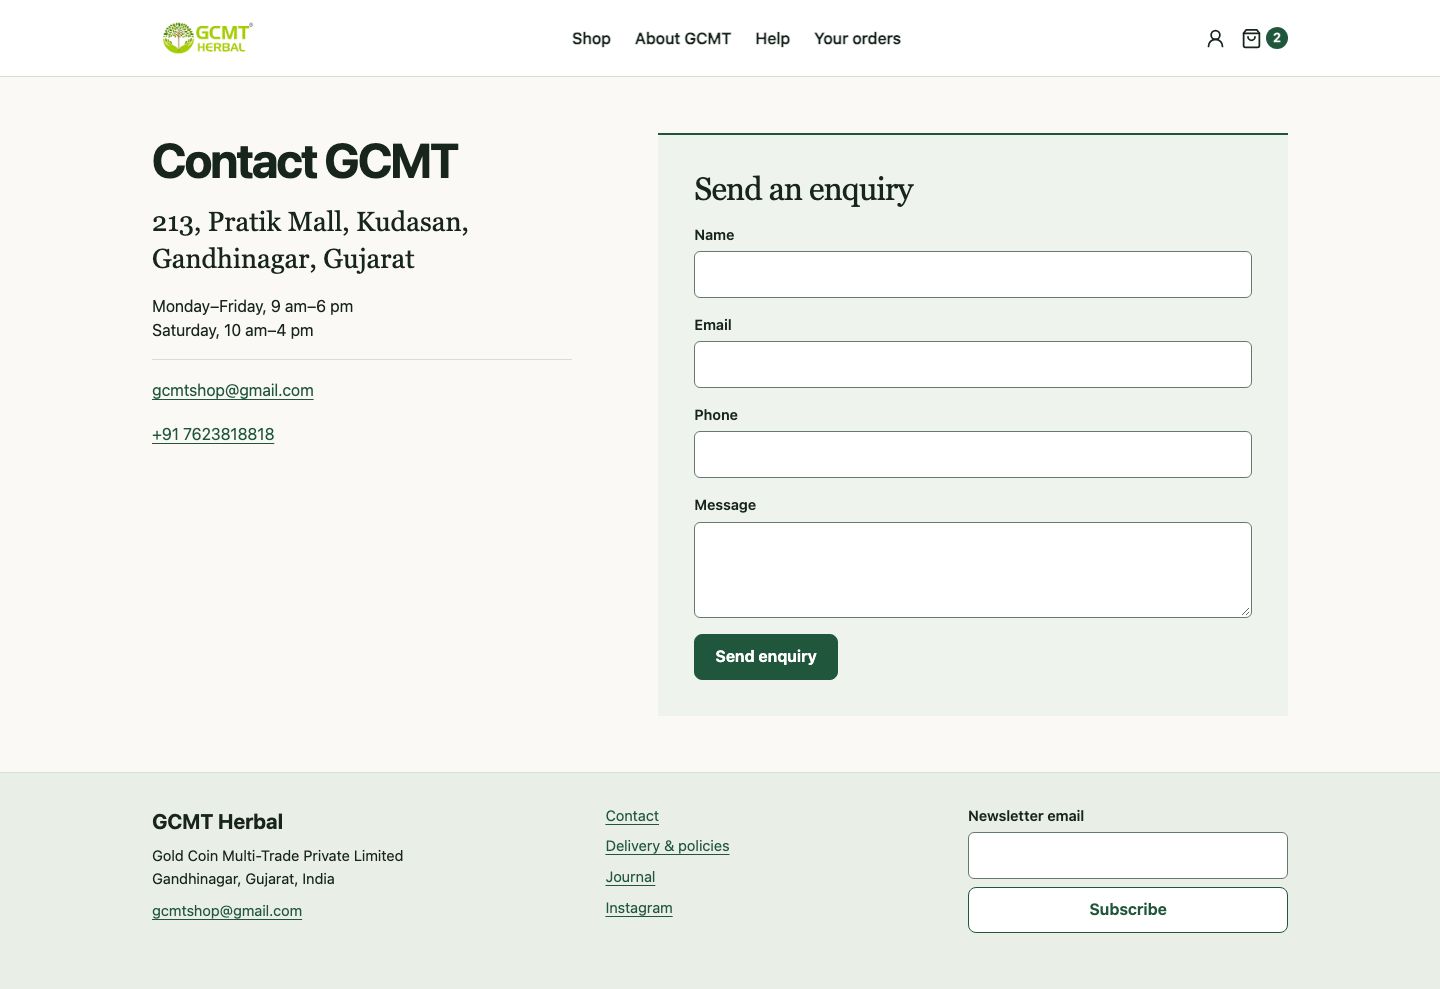 GCMT®
HERBAL
Shop
About GCMT
Help
Your orders
2
Contact GCMT
213, Pratik Mall, Kudasan,
Gandhinagar, Gujarat
Monday–Friday, 9 am–6 pm
Saturday, 10 am–4 pm
gcmtshop@gmail.com
+91 7623818818
Send an enquiry
Name
Email
Phone
Message
Send enquiry
GCMT Herbal
Gold Coin Multi-Trade Private Limited
Gandhinagar, Gujarat, India
gcmtshop@gmail.com
Contact
Delivery & policies
Journal
Instagram
Newsletter email
Subscribe